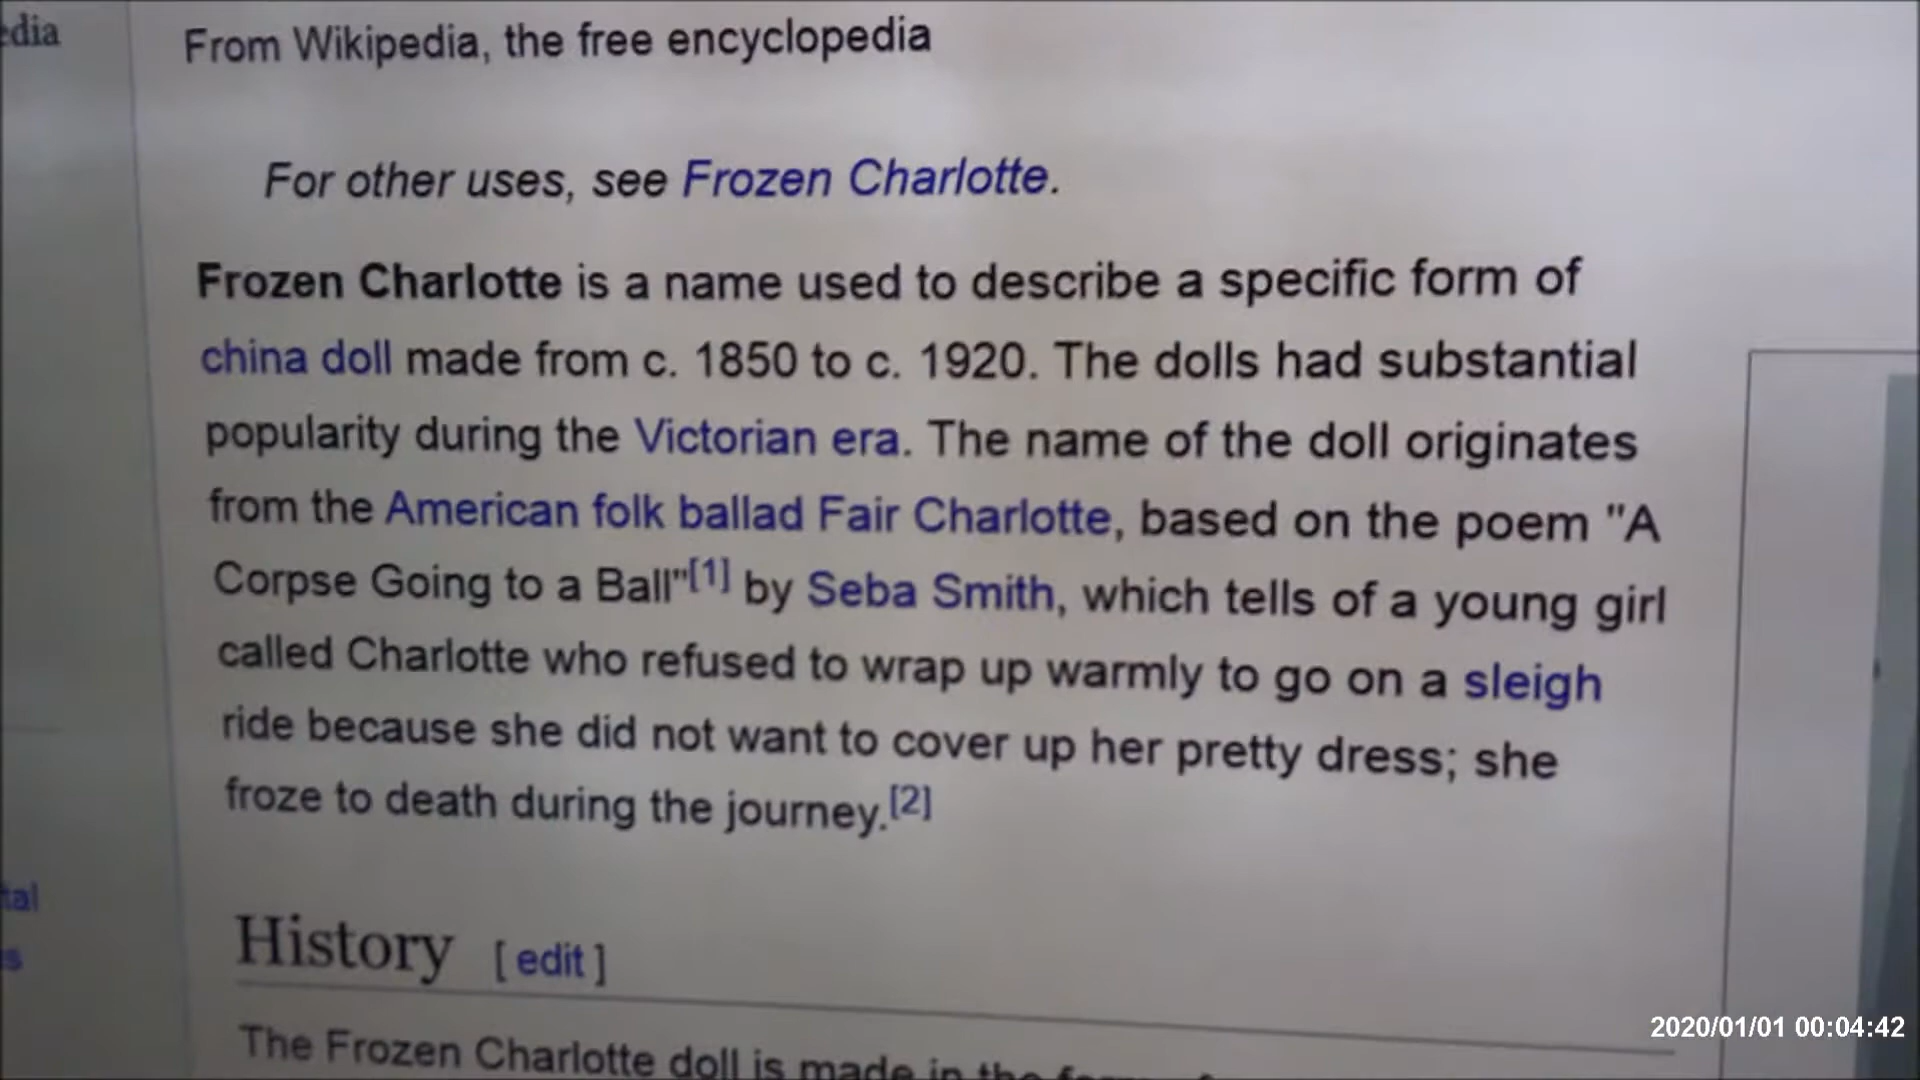 edia
From Wikipedia, the free encyclopedia
For other uses, see Frozen Charlotte.
Frozen Charlotte is a name used to describe a specific form of
china doll made from c. 1850 to c. 1920. The dolls had substantial
popularity during the Victorian era. The name of the doll originates
from the American folk ballad Fair Charlotte, based on the poem "A
Corpse Going to a Ball"[1] by Seba Smith, which tells of a young girl
called Charlotte who refused to wrap up warmly to go on a sleigh
ride because she did not want to cover up her pretty dress; she
froze to death during the journey.[2]
tal
s
History [ edit ]
The Frozen Charlotte doll is made in the form of
2020/01/01 00:04:42